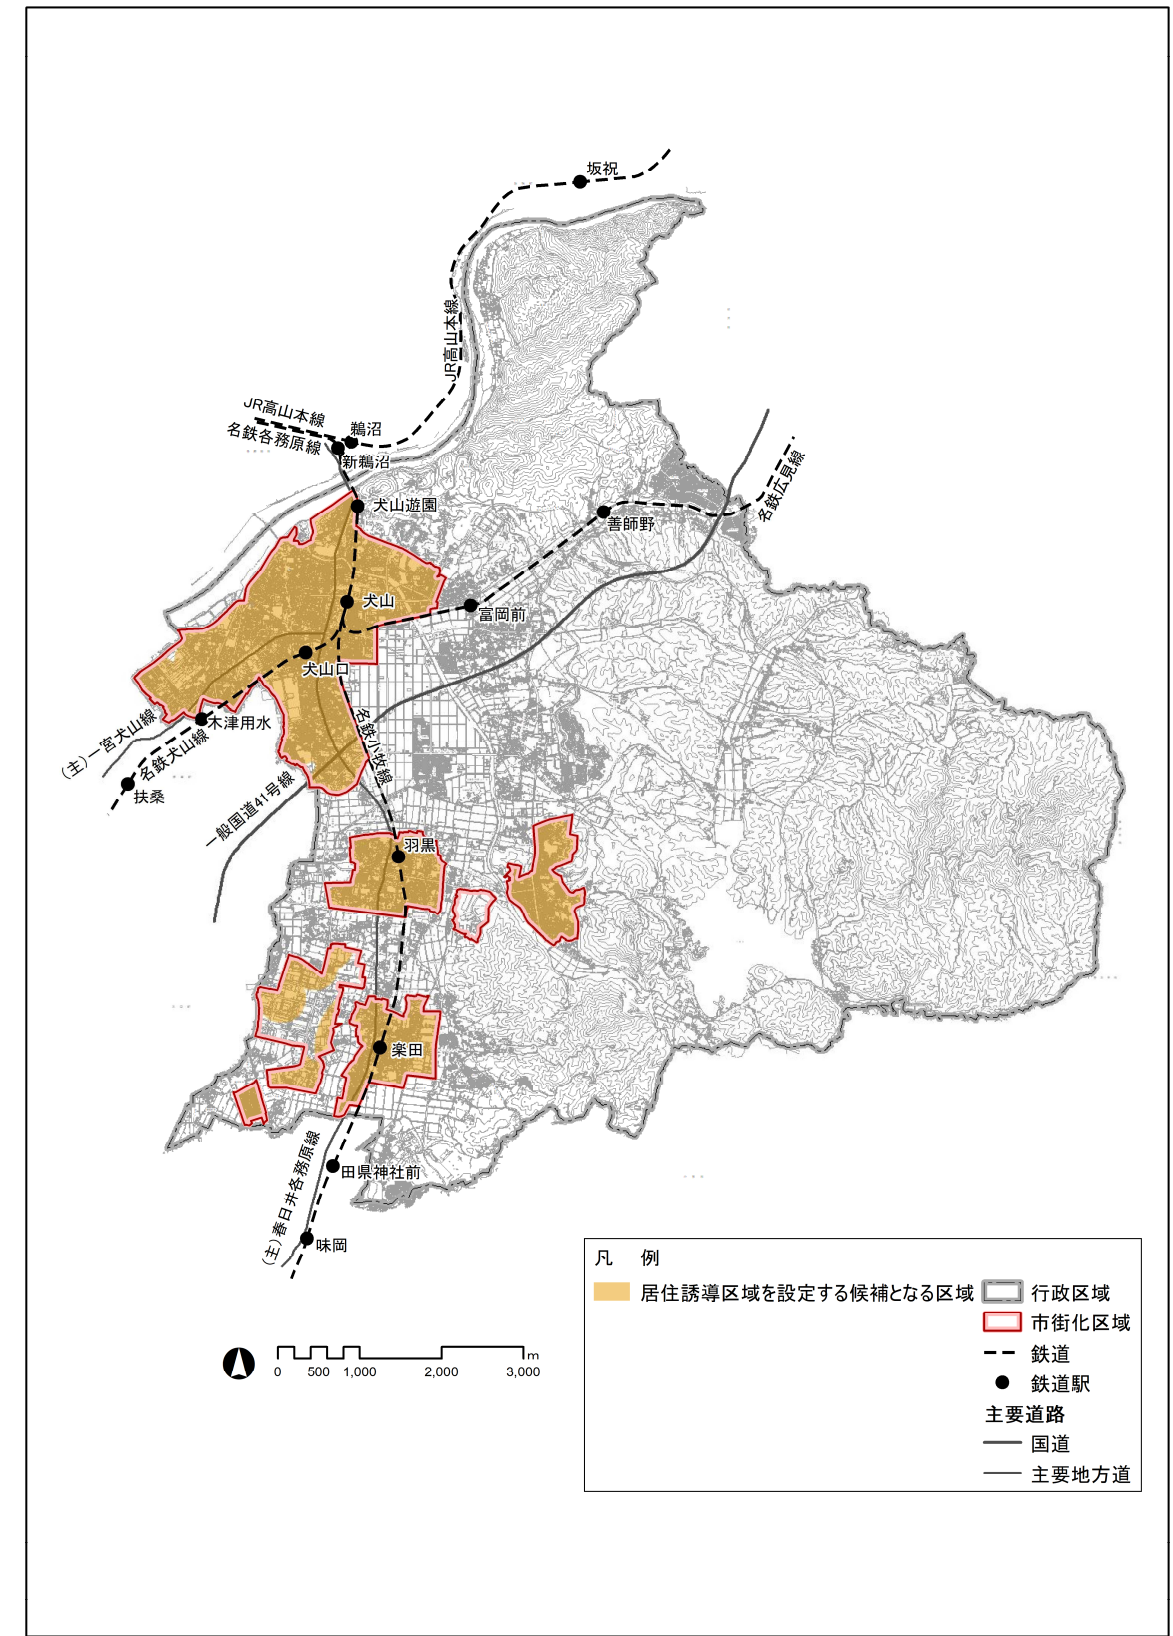 坂祝
JR高山本線
JR高山本線
名鉄各務原線
鵜沼
新鵜沼
犬山遊園
名鉄広見線
善師野
犬山
富岡前
犬山口
木津用水
(主)一宮犬山線
名鉄犬山線
扶桑
名鉄小牧線
一般国道41号線
羽黒
楽田
田県神社前
(主)春日井各務原線
味岡
凡 例
居住誘導区域を設定する候補となる区域
行政区域
市街化区域
鉄道
鉄道駅
主要道路
国道
主要地方道
0 500 1,000 2,000 3,000 m